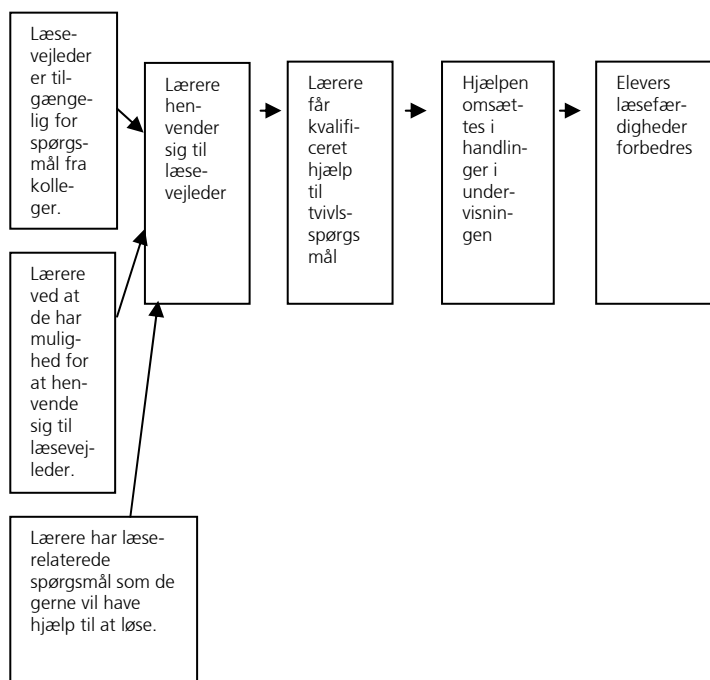 Læse-
vejleder
er til-
gænge-
lig for
spørgs-
mål fra
kolle-
ger.
Lærere
ved at
de har
mulig-
hed for
at hen-
vende
sig til
læsevej-
leder.
Lærere har læse-
relaterede
spørgsmål som de
gerne vil have
hjælp til at løse.
Lærere
hen-
vender
sig til
læse-
vejleder
Lærere
får
kvalifi-
ceret
hjælp
til
tvivls-
spørgs
mål
Hjælpen
omsæt-
tes i
handlin-
ger i
under-
visnin-
gen
Elevers
læsefær-
digheder
forbedres